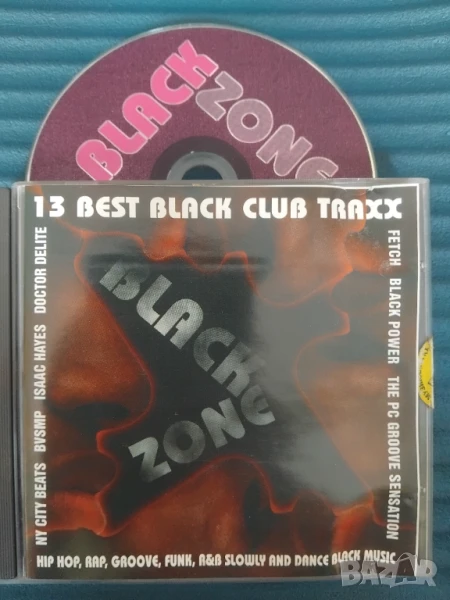 BLACK
ZONE
13 BEST BLACK CLUB TRAXX
BLACK
ZONE
NY CITY BEATS BVSMP ISAAC HAYES DOCTOR DELITE
FETCH BLACK POWER THE PC GROOVE SENSATION
HIP HOP, RAP, GROOVE, FUNK, R&B SLOWLY AND DANCE BLACK MUSIC
BAZAR